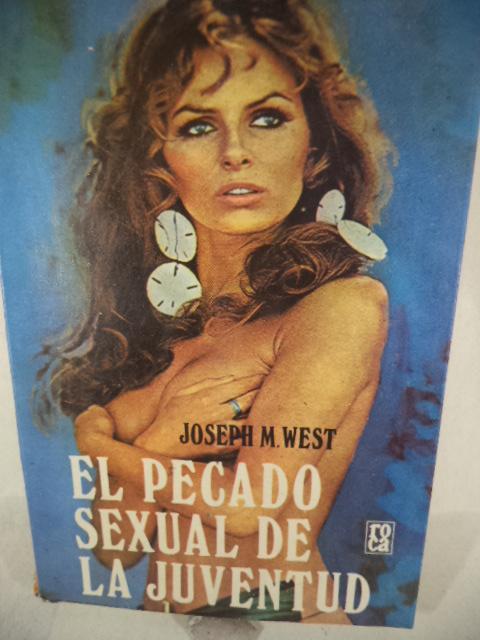 JOSEPH M. WEST
EL PECADO
SEXUAL DE
LA JUVENTUD
ro
ca